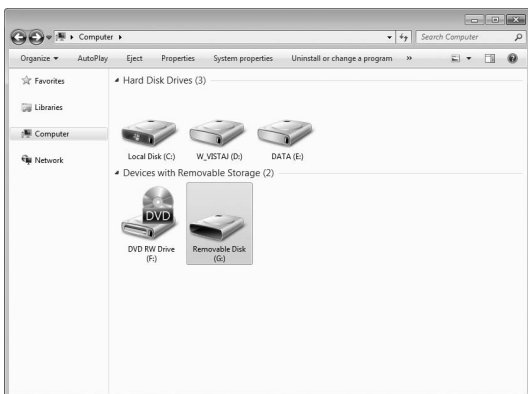 Computer
Search Computer
Organize
AutoPlay
Eject
Properties
System properties
Uninstall or change a program
»
Favorites
Libraries
Computer
Network
Hard Disk Drives (3)
Local Disk (C:)
W_VISTAJ (D:)
DATA (E:)
Devices with Removable Storage (2)
DVD
DVD RW Drive
(F:)
Removable Disk
(G:)